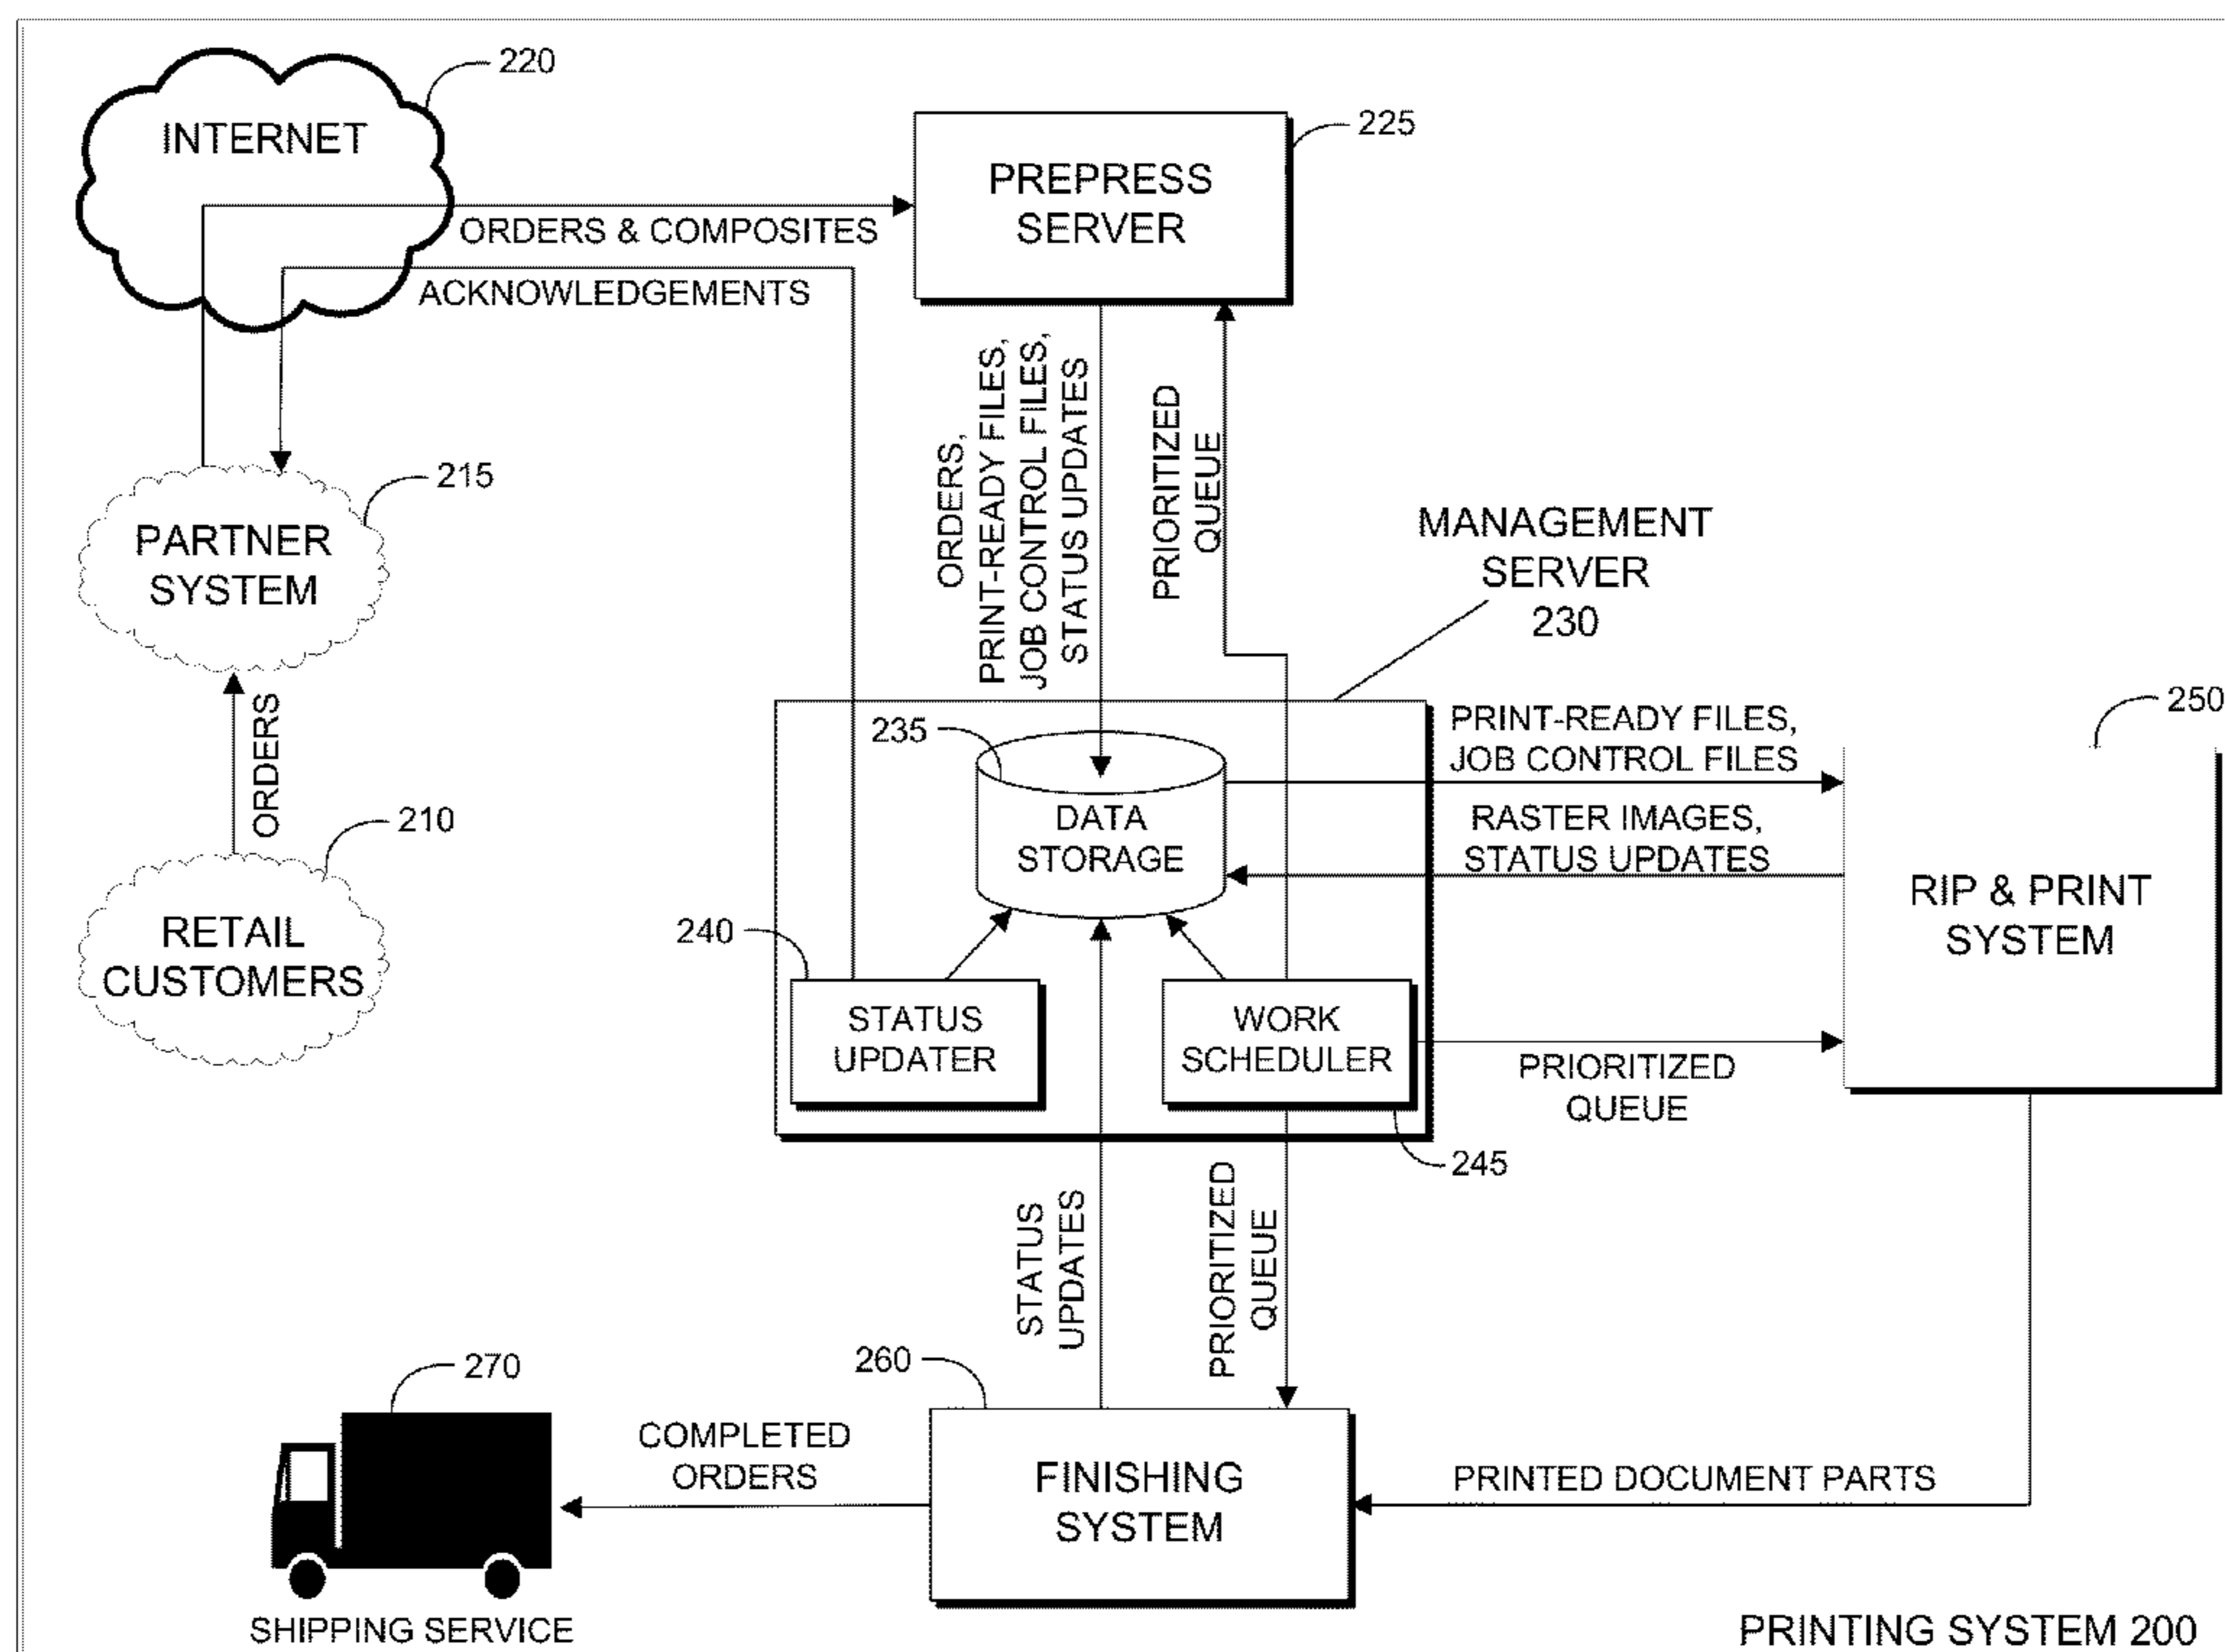 220
INTERNET
225
PREPRESS
SERVER
ORDERS & COMPOSITES
ACKNOWLEDGEMENTS
ORDERS,
PRINT-READY FILES,
JOB CONTROL FILES,
STATUS UPDATES
PRIORITIZED
QUEUE
215
PARTNER
SYSTEM
MANAGEMENT
SERVER
230
ORDERS
210
RETAIL
CUSTOMERS
235
DATA
STORAGE
PRINT-READY FILES,
JOB CONTROL FILES
RASTER IMAGES,
STATUS UPDATES
250
RIP & PRINT
SYSTEM
240
STATUS
UPDATER
WORK
SCHEDULER
PRIORITIZED
QUEUE
245
STATUS
UPDATES
PRIORITIZED
QUEUE
270
260
COMPLETED
ORDERS
FINISHING
SYSTEM
PRINTED DOCUMENT PARTS
SHIPPING SERVICE
PRINTING SYSTEM 200